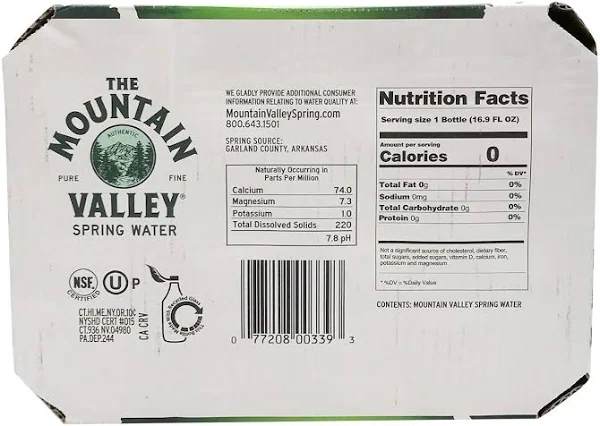 THE
MOUNTAIN
AUTHENTIC
PURE FINE
VALLEY®
SPRING WATER
NSF®
CERTIFIED
U P
CT.HI.ME.NY.OR.10¢
NYSHD CERT #015
CT.936 NV.04980
PA.DEP.244
CA CRV
WE GLADLY PROVIDE ADDITIONAL CONSUMER
INFORMATION RELATING TO WATER QUALITY AT:
MountainValleySpring.com
800.643.1501
SPRING SOURCE:
GARLAND COUNTY, ARKANSAS
Naturally Occurring in
Parts Per Million
Calcium 74.0
Magnesium 7.3
Potassium 1.0
Total Dissolved Solids 220
7.8 pH
0 77208 00339 3
Nutrition Facts
Serving size 1 Bottle (16.9 FL OZ)
Amount per serving
Calories 0
% DV*
Total Fat 0g 0%
Sodium 0mg 0%
Total Carbohydrate 0g 0%
Protein 0g 0%
Not a significant source of cholesterol, dietary fiber,
total sugars, added sugars, vitamin D, calcium, iron,
potassium and magnesium
* %DV = %Daily Value
CONTENTS: MOUNTAIN VALLEY SPRING WATER